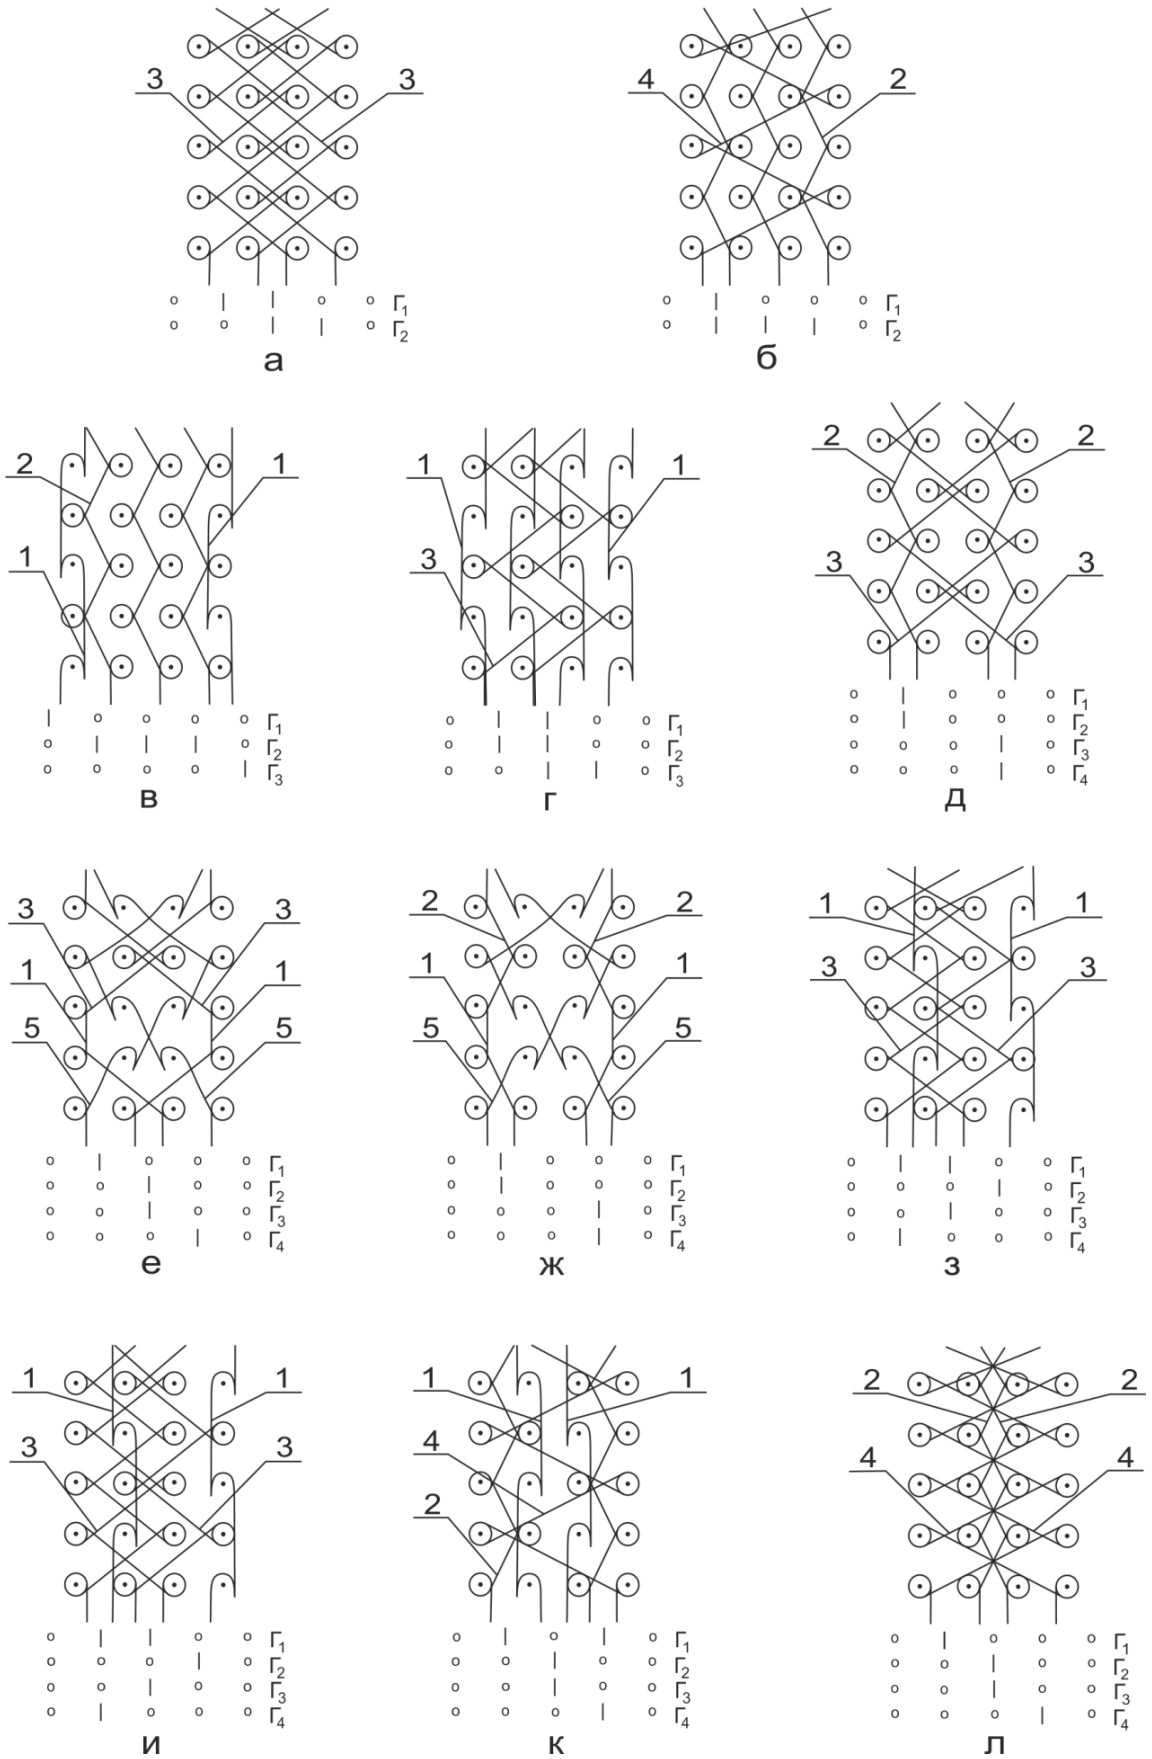 3 3
o | | o o Г₁
o o | | o Г₂
а
4 2
o | o o o Г₁
o | | | o Г₂
б
2 1
1
| o o o o Г₁
o | | | o Г₂
o o o o | Г₃
в
1 1
3
o | | o o Г₁
o | | o o Г₂
o o | | o Г₃
г
2 2
3 3
o | o o o Г₁
o | o o o Г₂
o o o | o Г₃
o o o | o Г₄
д
3 3
1 1
5 5
o | o o o Г₁
o o | o o Г₂
o o | o o Г₃
o o o | o Г₄
е
2 2
1 1
5 5
o | o o o Г₁
o | o o o Г₂
o o o | o Г₃
o o o | o Г₄
ж
1 1
3 3
o | | o o Г₁
o o o | o Г₂
o o | o o Г₃
o | o o o Г₄
з
1 1
3 3
o | | o o Г₁
o o o | o Г₂
o o | o o Г₃
o | o o o Г₄
и
1 1
4
2
o | o | o Г₁
o o | o o Г₂
o o | o o Г₃
o o o | o Г₄
к
2 2
4 4
o | o o o Г₁
o o | o o Г₂
o o | o o Г₃
o o o | o Г₄
л